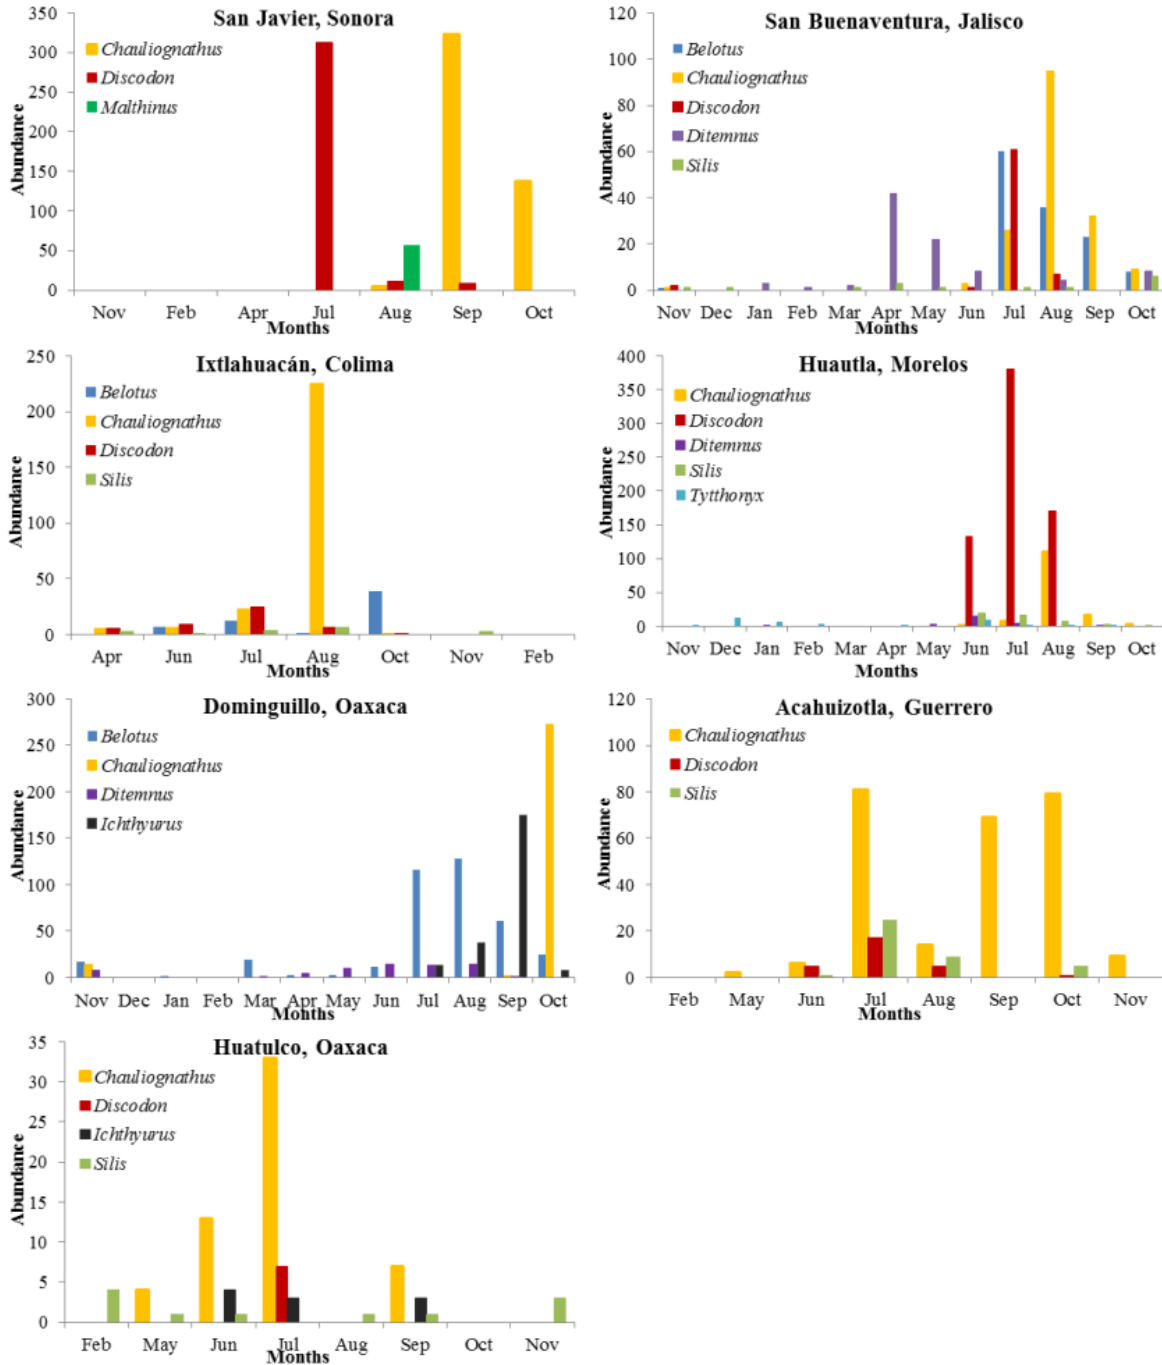 San Javier, Sonora
Chauliognathus
Discodon
Malthinus
Abundance
350
300
250
200
150
100
50
0
Nov Feb Apr Jul Aug Sep Oct
Months
San Buenaventura, Jalisco
Belotus
Chauliognathus
Discodon
Ditemnus
Silis
Abundance
120
100
80
60
40
20
0
Nov Dec Jan Feb Mar Apr May Jun Jul Aug Sep Oct
Months
Ixtlahuacán, Colima
Belotus
Chauliognathus
Discodon
Silis
Abundance
250
200
150
100
50
0
Apr Jun Jul Aug Oct Nov Feb
Months
Huautla, Morelos
Chauliognathus
Discodon
Ditemnus
Silis
Tytthonyx
Abundance
400
350
300
250
200
150
100
50
0
Nov Dec Jan Feb Mar Apr May Jun Jul Aug Sep Oct
Months
Dominguillo, Oaxaca
Belotus
Chauliognathus
Ditemnus
Ichthyurus
Abundance
300
250
200
150
100
50
0
Nov Dec Jan Feb Mar Apr May Jun Jul Aug Sep Oct
Months
Acahuizotla, Guerrero
Chauliognathus
Discodon
Silis
Abundance
120
100
80
60
40
20
0
Feb May Jun Jul Aug Sep Oct Nov
Months
Huatulco, Oaxaca
Chauliognathus
Discodon
Ichthyurus
Silis
Abundance
35
30
25
20
15
10
5
0
Feb May Jun Jul Aug Sep Oct Nov
Months